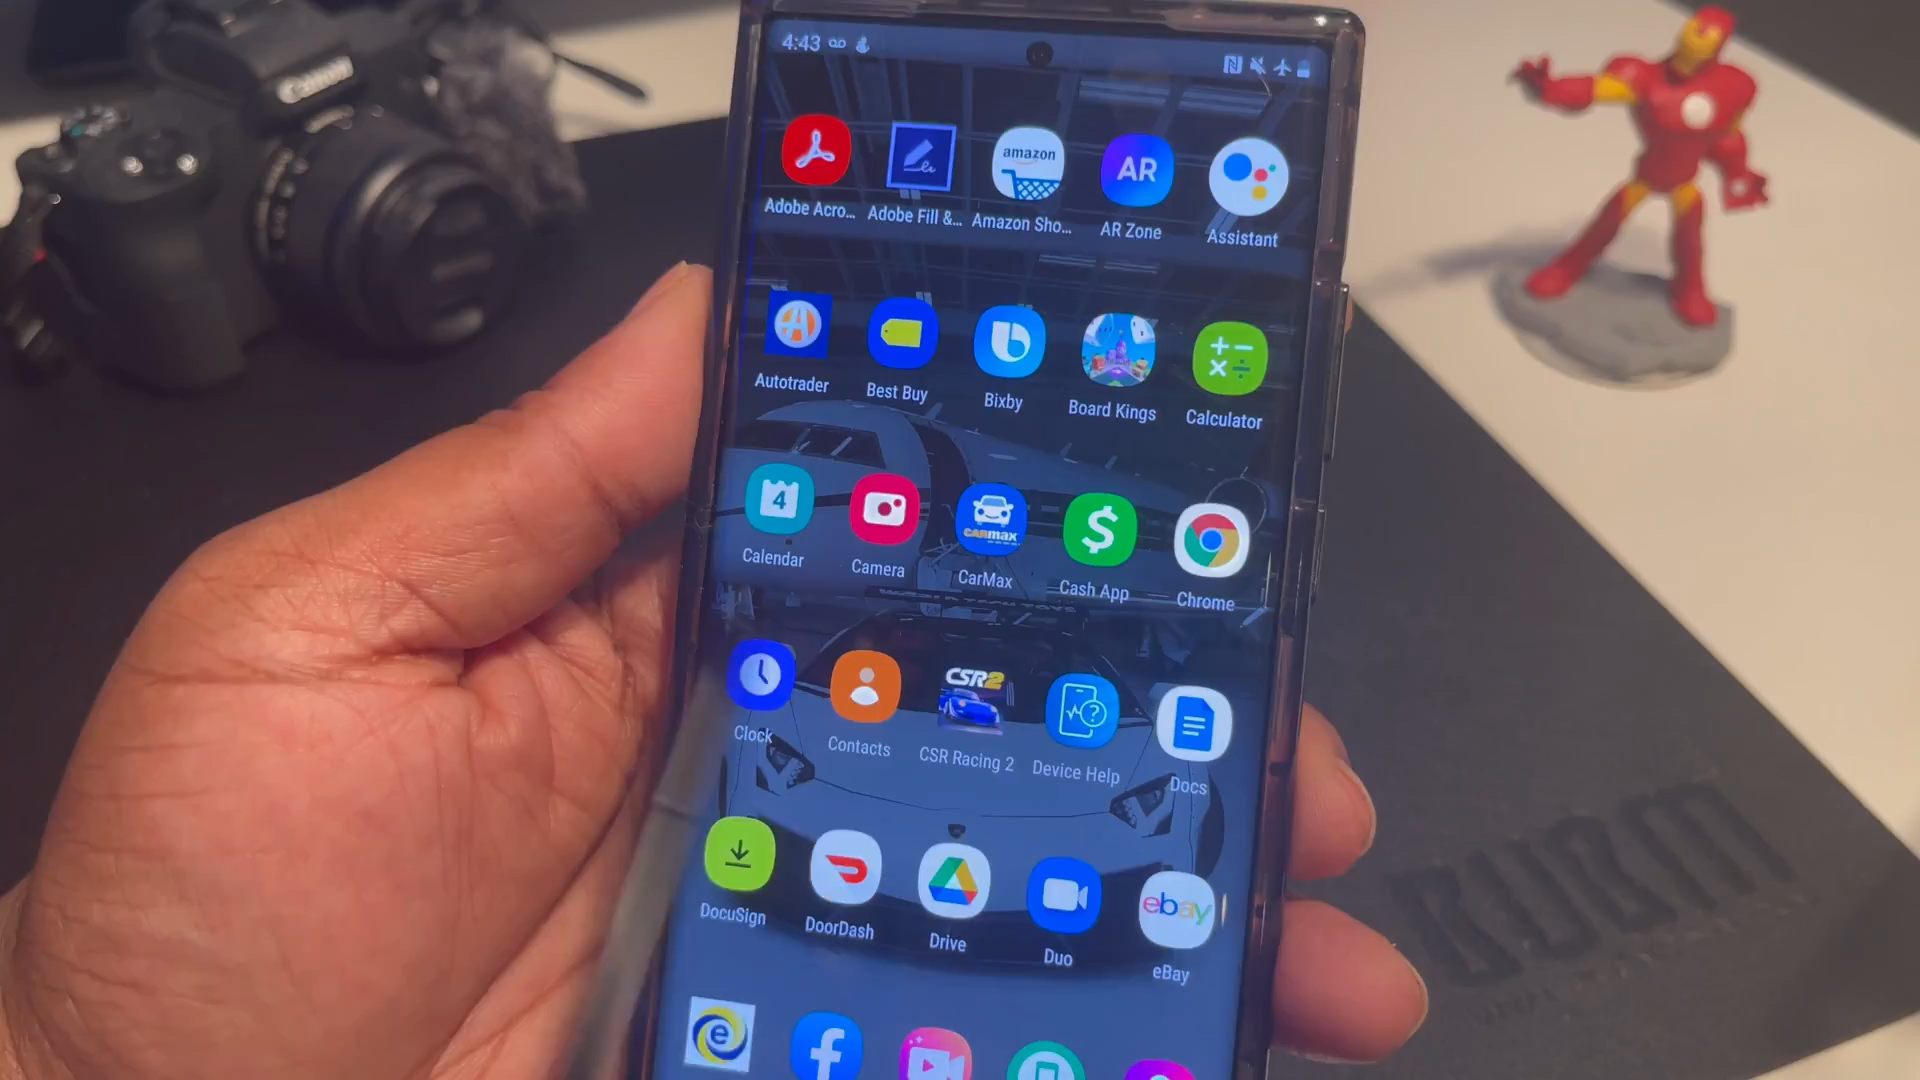 Canon
4:43
amazon
AR
Adobe Acro...
Adobe Fill &...
Amazon Sho...
AR Zone
Assistant
Autotrader
Best Buy
Bixby
Board Kings
Calculator
4
CARmax
$
Calendar
Camera
CarMax
Cash App
Chrome
CSR2
Clock
Contacts
CSR Racing 2
Device Help
Docs
ebay
DocuSign
DoorDash
Drive
Duo
eBay
e
f